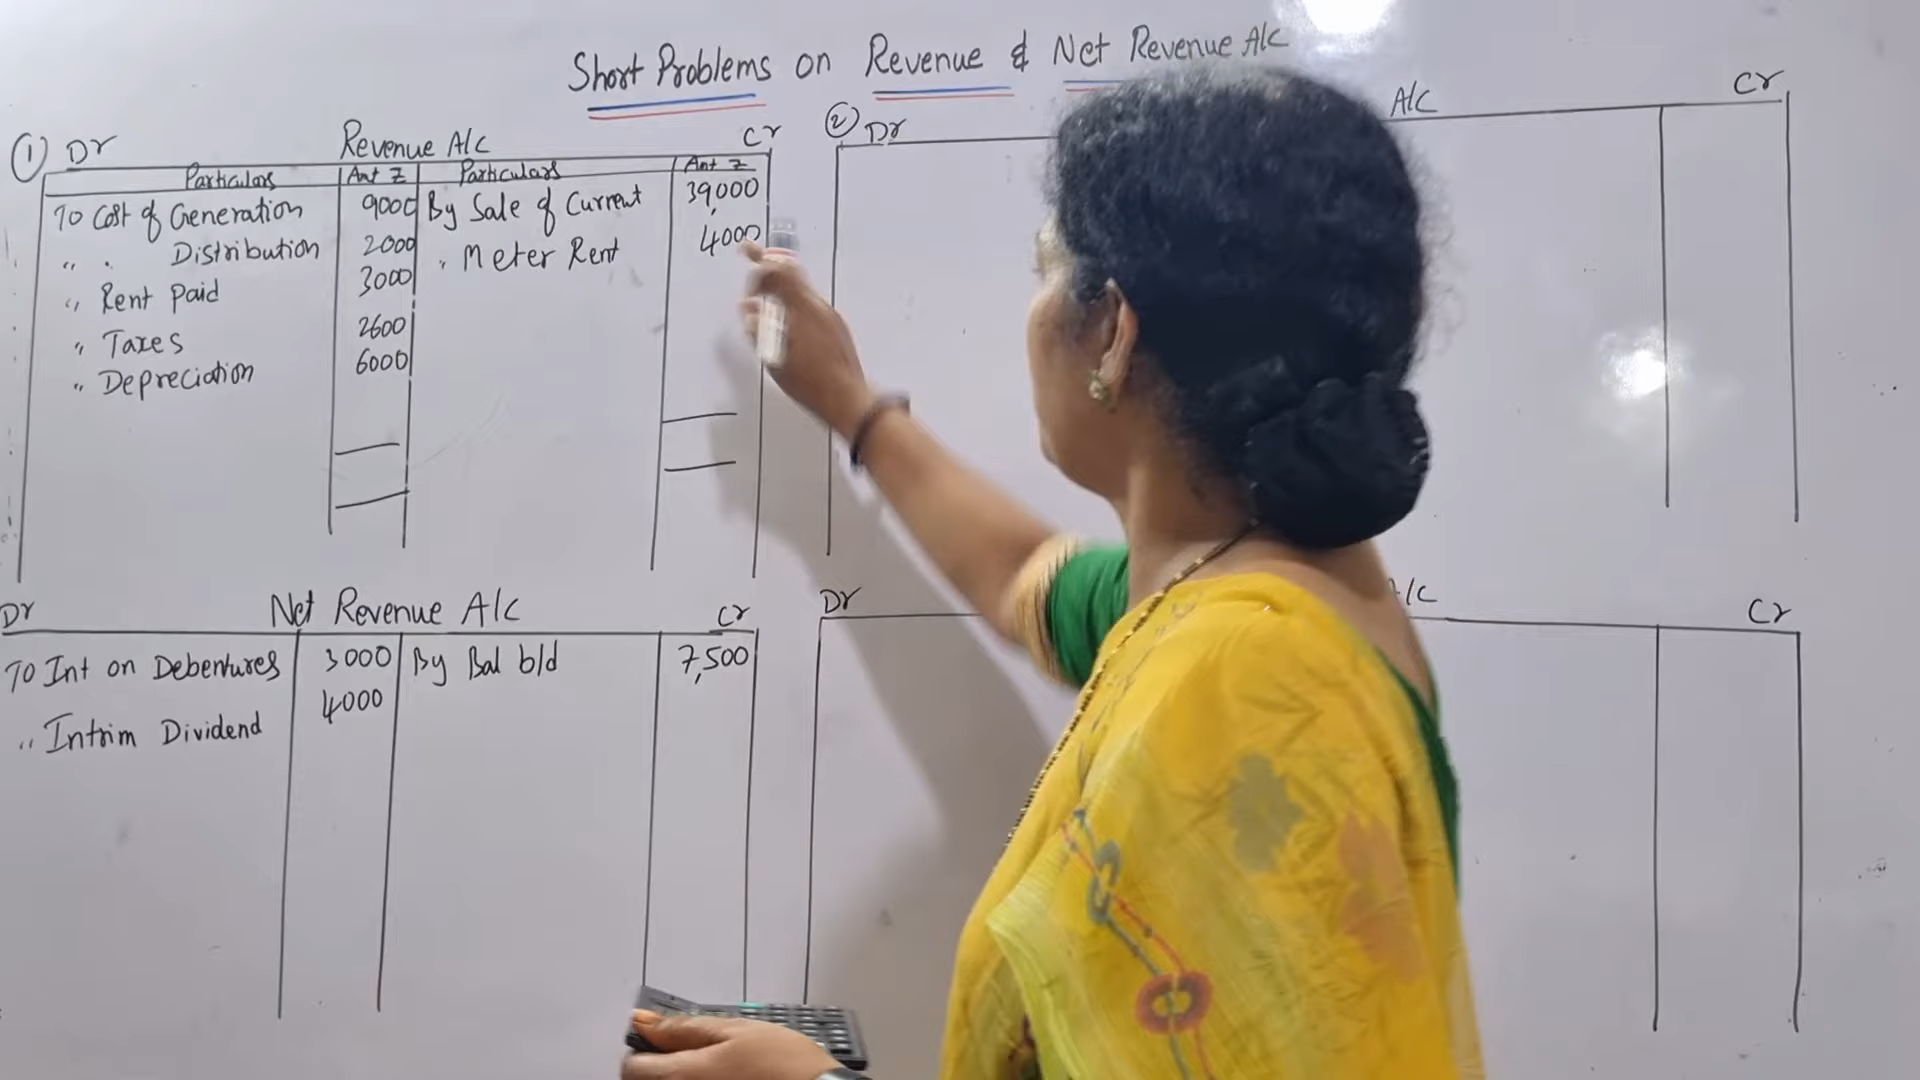 Short Problems on Revenue & Net Revenue A/C
① Dr Revenue A/C Cr
Particulars Amt ₹ Particulars Amt ₹
To Cost of Generation 9000 By Sale of Current 39,000
" " Distribution 2000 " Meter Rent 4000
" Rent Paid 3000
" Taxes 2600
" Depreciation 6000
Dr Net Revenue A/C Cr
To Int on Debentures 3000 By Bal b/d 7,500
" Intrim Dividend 4000
② Dr A/C Cr
Dr A/C Cr